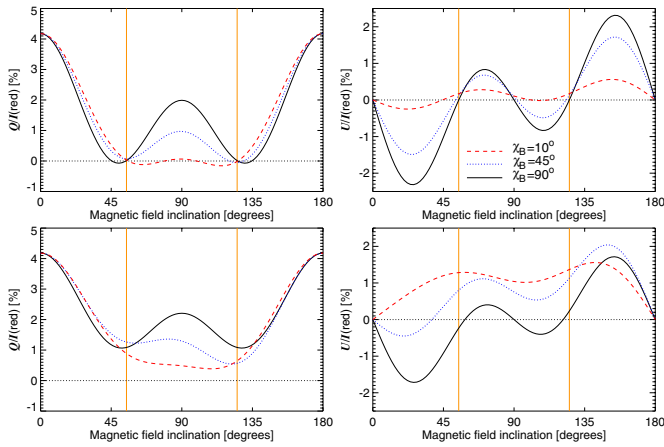 5
4
3
2
1
0
-1
Q/I(red) [%]
0 45 90 135 180
Magnetic field inclination [degrees]
2
1
0
-1
-2
U/I(red) [%]
χB=10°
χB=45°
χB=90°
0 45 90 135 180
Magnetic field inclination [degrees]
5
4
3
2
1
0
-1
Q/I(red) [%]
0 45 90 135 180
Magnetic field inclination [degrees]
2
1
0
-1
-2
U/I(red) [%]
0 45 90 135 180
Magnetic field inclination [degrees]